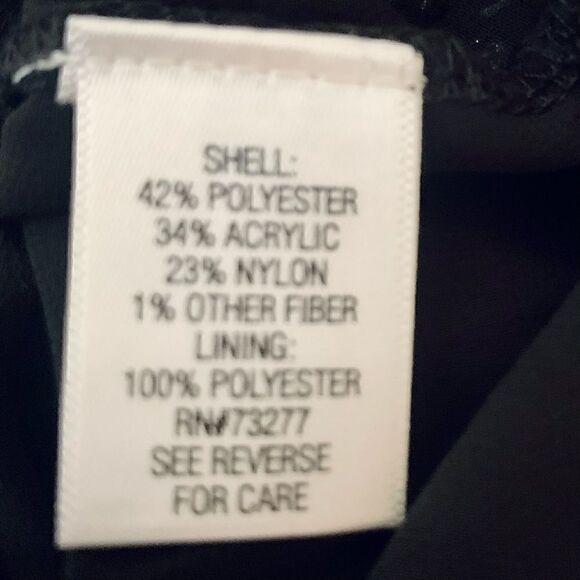 SHELL:
42% POLYESTER
34% ACRYLIC
23% NYLON
1% OTHER FIBER
LINING:
100% POLYESTER
RN#73277
SEE REVERSE
FOR CARE